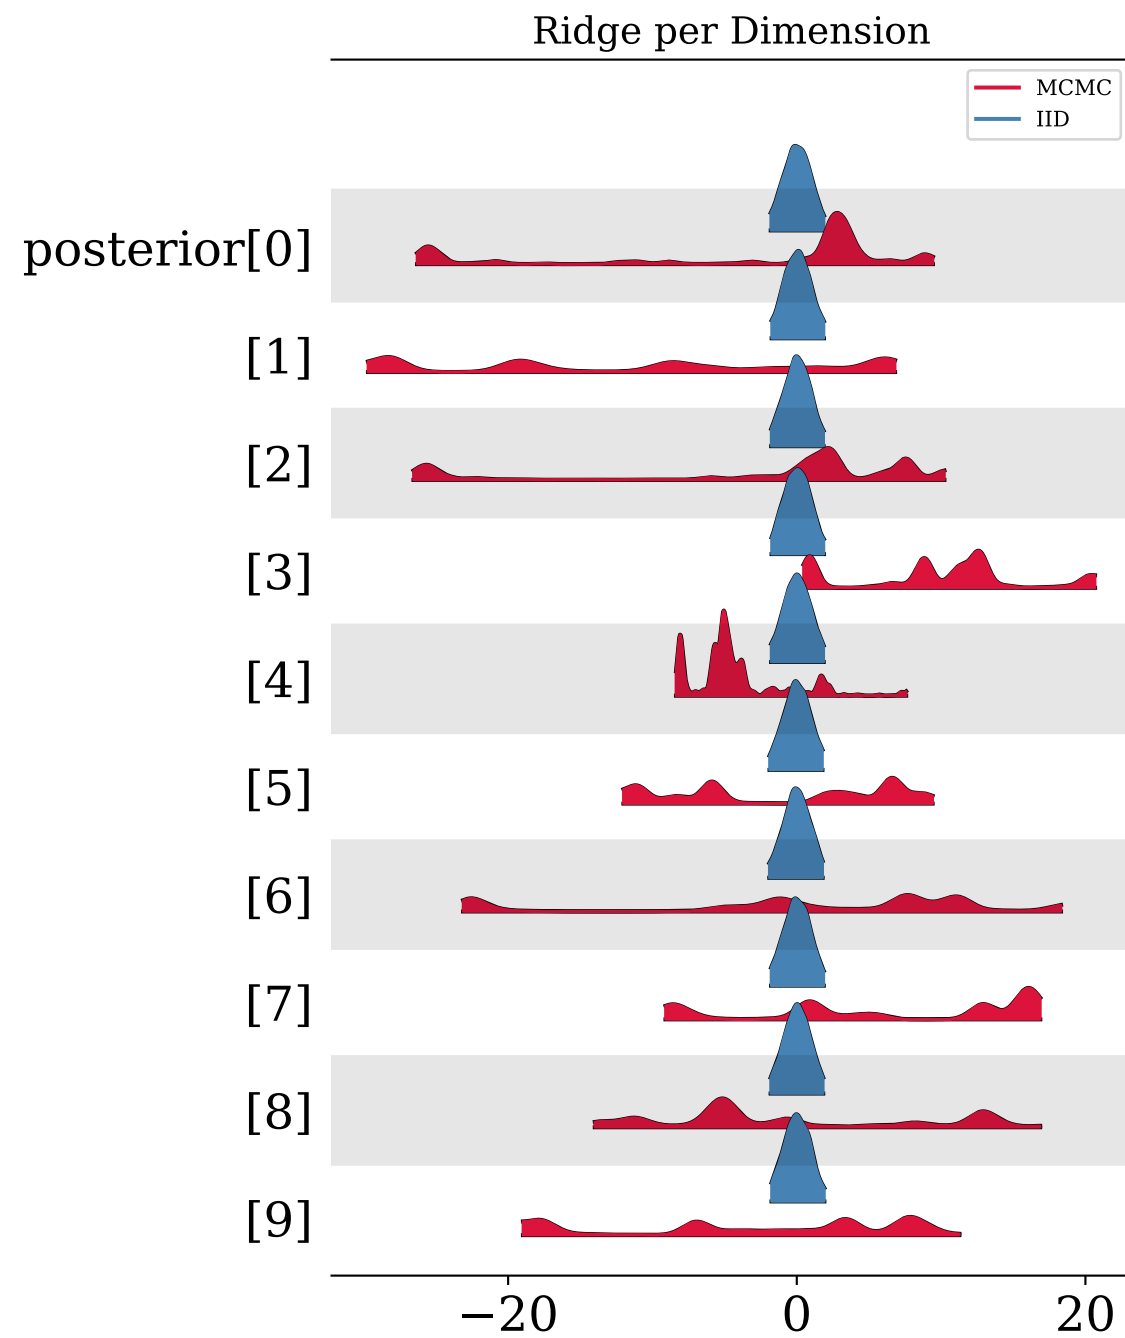 Ridge per Dimension
MCMC
IID
posterior[0]
[1]
[2]
[3]
[4]
[5]
[6]
[7]
[8]
[9]
−20 0 20